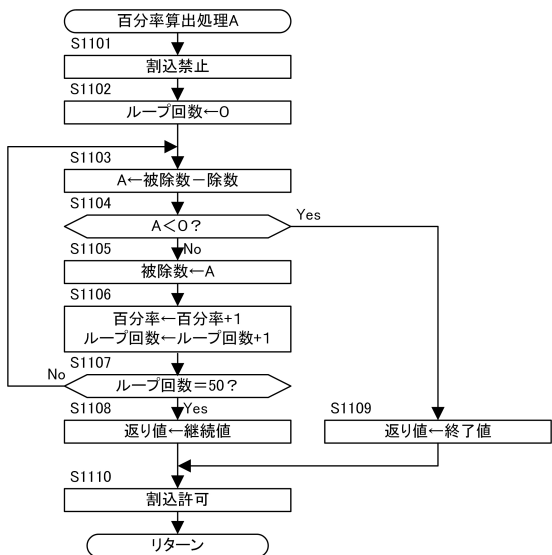 百分率算出処理A
S1101
割込禁止
S1102
ループ回数←0
S1103
A←被除数－除数
S1104
A＜0？
Yes
No
S1105
被除数←A
S1106
百分率←百分率+1
ループ回数←ループ回数+1
S1107
No
ループ回数＝50？
Yes
S1108
返り値←継続値
S1109
返り値←終了値
S1110
割込許可
リターン